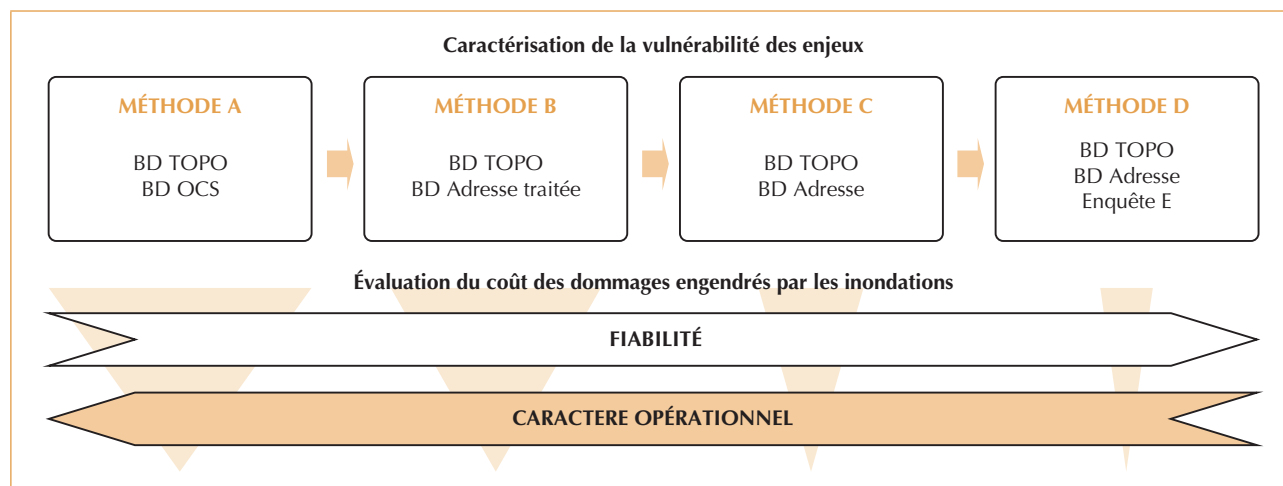 Caractérisation de la vulnérabilité des enjeux
MÉTHODE A
BD TOPO
BD OCS
MÉTHODE B
BD TOPO
BD Adresse traitée
MÉTHODE C
BD TOPO
BD Adresse
MÉTHODE D
BD TOPO
BD Adresse
Enquête E
Évaluation du coût des dommages engendrés par les inondations
FIABILITÉ
CARACTERE OPÉRATIONNEL